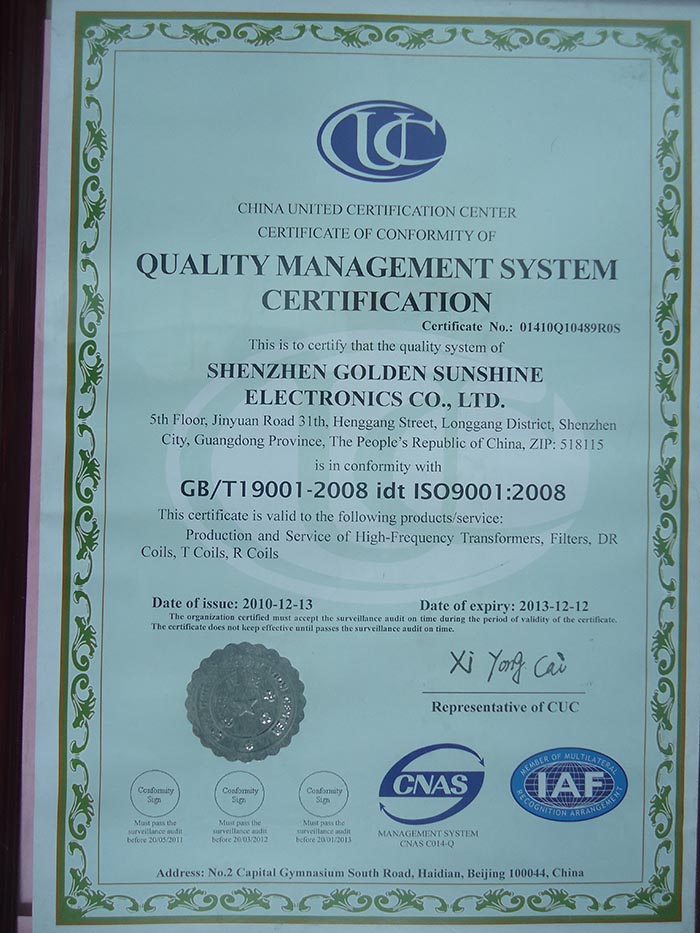 CUC
CHINA UNITED CERTIFICATION CENTER
CERTIFICATE OF CONFORMITY OF
QUALITY MANAGEMENT SYSTEM
CERTIFICATION
Certificate No.: 01410Q10489R0S
This is to certify that the quality system of
SHENZHEN GOLDEN SUNSHINE
ELECTRONICS CO., LTD.
5th Floor, Jinyuan Road 31th, Henggang Street, Longgang District, Shenzhen
City, Guangdong Province, The People's Republic of China, ZIP: 518115
is in conformity with
GB/T19001-2008 idt ISO9001:2008
This certificate is valid to the following products/service:
Production and Service of High-Frequency Transformers, Filters, DR
Coils, T Coils, R Coils
Date of issue: 2010-12-13 Date of expiry: 2013-12-12
The organization certified must accept the surveillance audit on time during the period of validity of the certificate.
The certificate does not keep effective until passes the surveillance audit on time.
Xi Yong Cai
Representative of CUC
Conformity
Sign
Must pass the
surveillance audit
before 20/05/2011
Conformity
Sign
Must pass the
surveillance audit
before 20/03/2012
Conformity
Sign
Must pass the
surveillance audit
before 20/01/2013
CNAS
MANAGEMENT SYSTEM
CNAS C014-Q
MEMBER OF MULTILATERAL
IAF
RECOGNITION ARRANGEMENT
Address: No.2 Capital Gymnasium South Road, Haidian, Beijing 100044, China